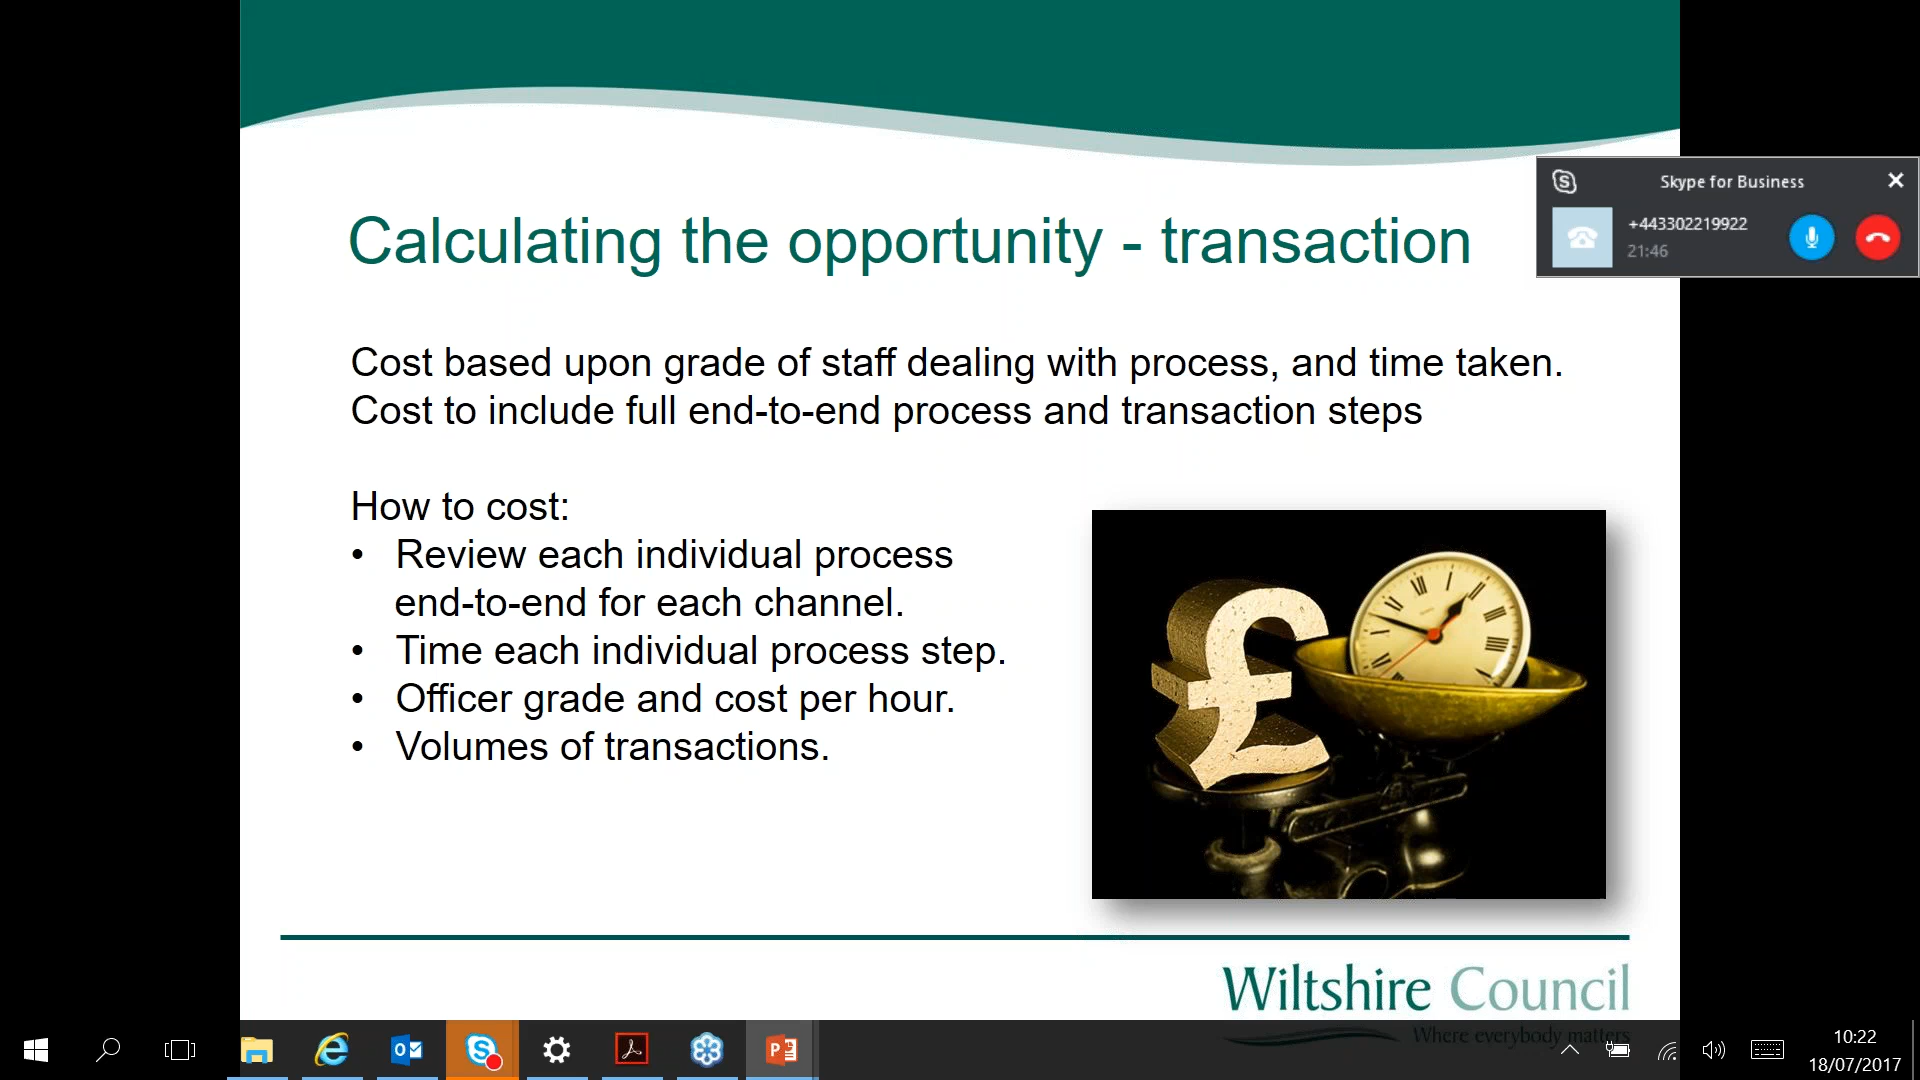 Calculating the opportunity - transaction
Skype for Business
+443302219922
21:46
Cost based upon grade of staff dealing with process, and time taken.
Cost to include full end-to-end process and transaction steps
How to cost:
• Review each individual process
end-to-end for each channel.
• Time each individual process step.
• Officer grade and cost per hour.
• Volumes of transactions.
£
Wiltshire Council
Where everybody matters
10:22
18/07/2017